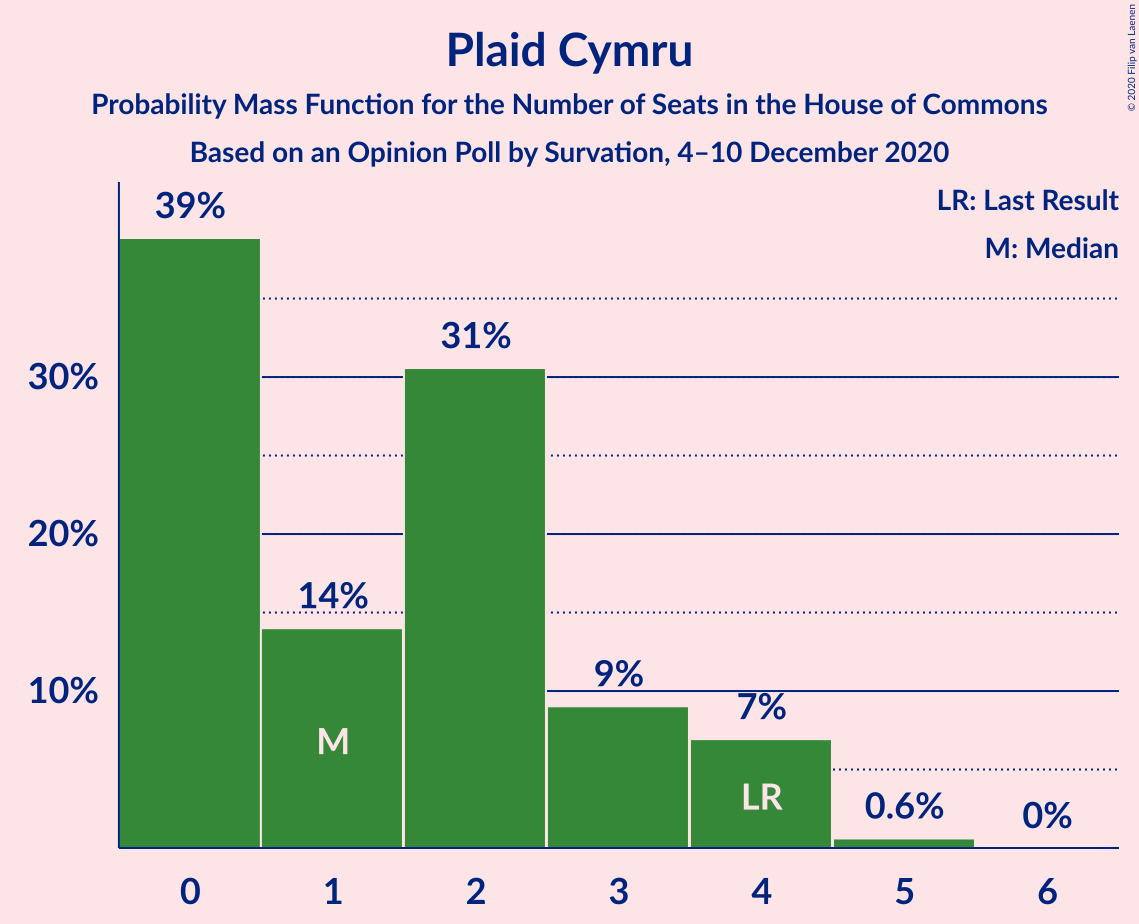 Plaid Cymru
Probability Mass Function for the Number of Seats in the House of Commons
Based on an Opinion Poll by Survation, 4–10 December 2020
© 2020 Filip van Laenen
LR: Last Result
M: Median
39%
31%
30%
20%
14%
10%
9%
7%
M
LR
0.6%
0%
0 1 2 3 4 5 6